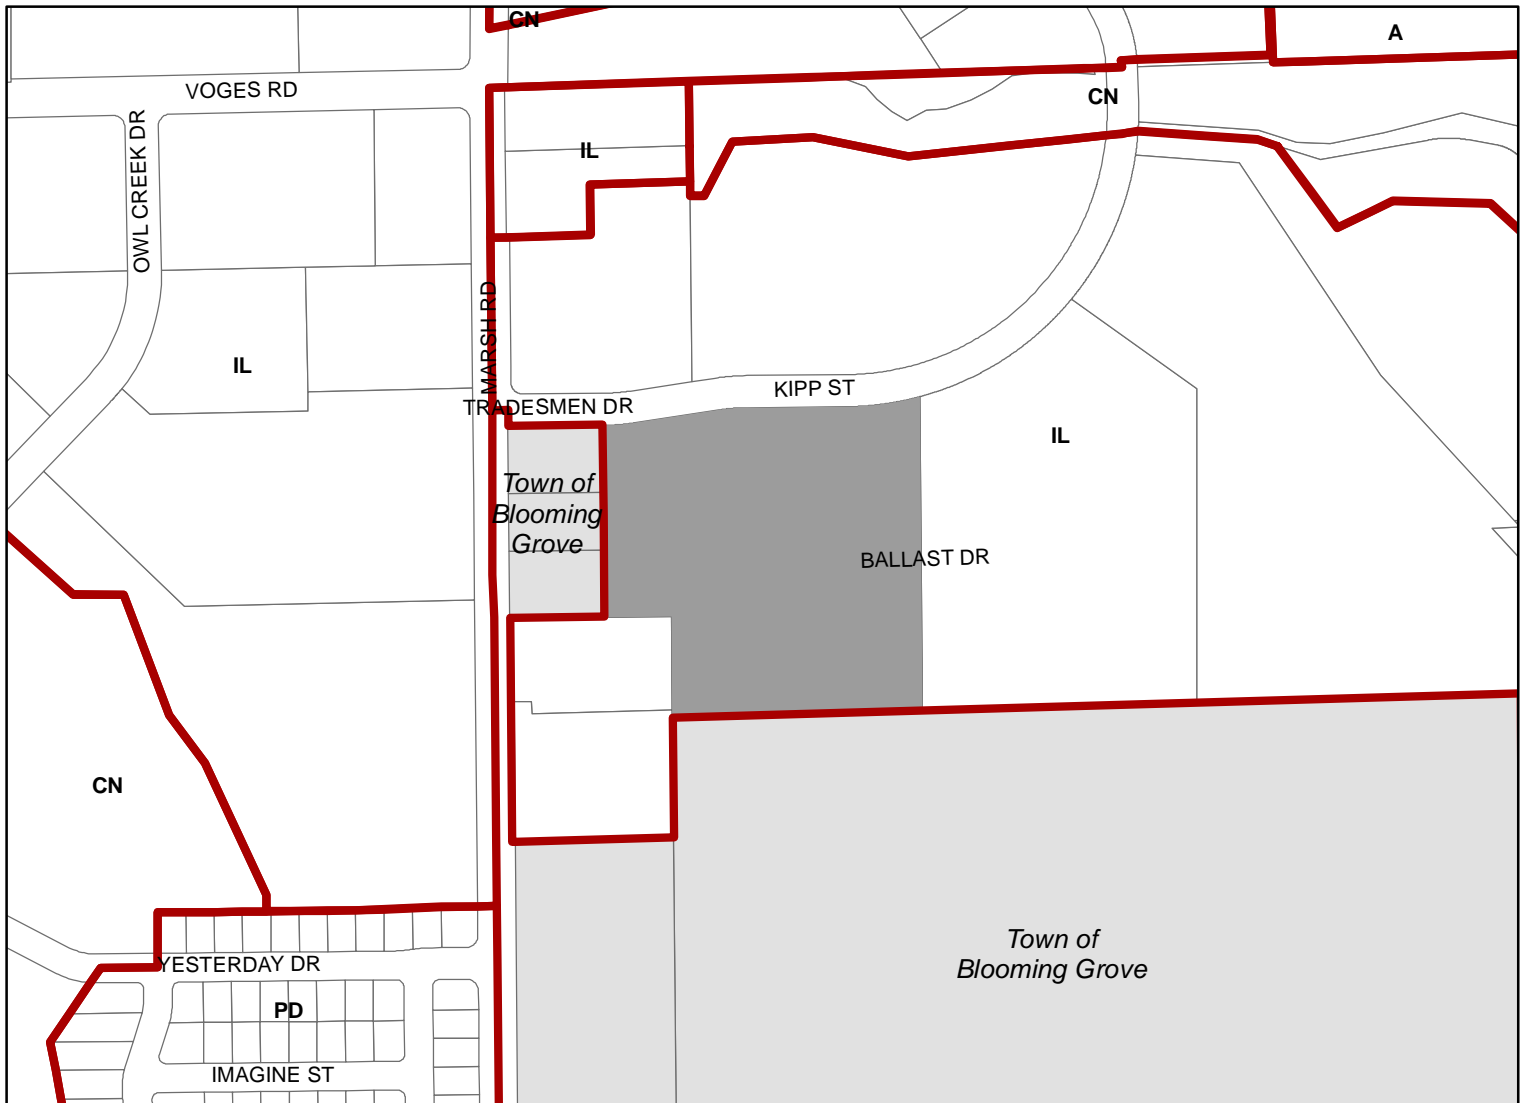 CN
A
VOGES RD
CN
OWL CREEK DR
IL
MARSH RD
IL
KIPP ST
TRADESMEN DR
IL
Town of
Blooming
Grove
BALLAST DR
CN
Town of
Blooming Grove
YESTERDAY DR
PD
IMAGINE ST